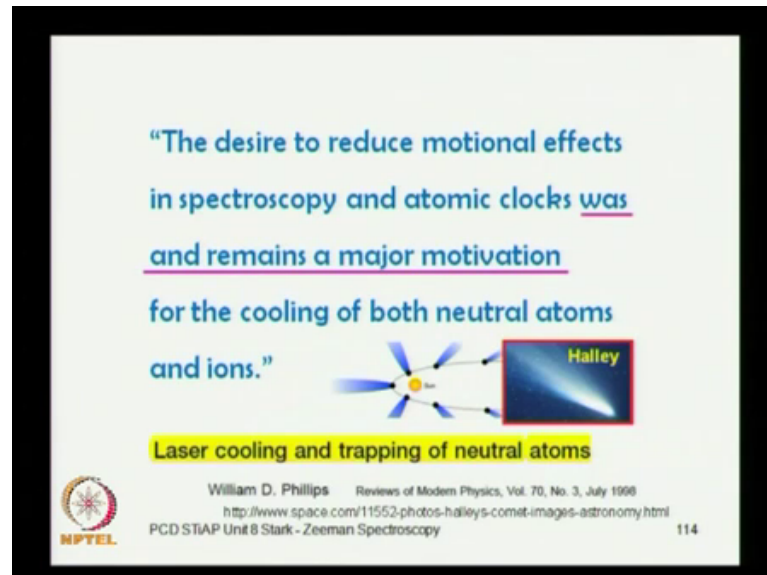 “The desire to reduce motional effects
in spectroscopy and atomic clocks was
and remains a major motivation
for the cooling of both neutral atoms
and ions.”
Sun
Halley
Laser cooling and trapping of neutral atoms
William D. Phillips Reviews of Modern Physics, Vol. 70, No. 3, July 1998
http://www.space.com/11552-photos-halleys-comet-images-astronomy.html
NPTEL
PCD STiAP Unit 8 Stark - Zeeman Spectroscopy 114